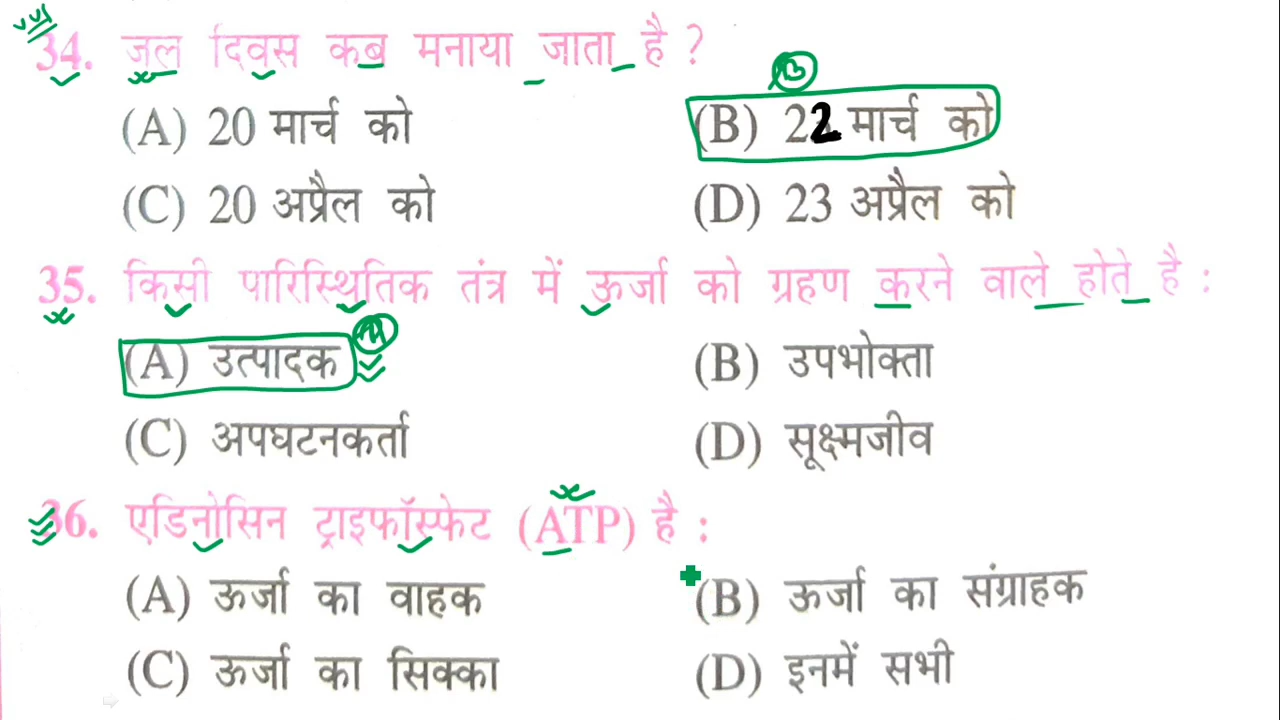 34. जल दिवस कब मनाया जाता है ?
(A) 20 मार्च को (B) 22 मार्च को
(C) 20 अप्रैल को (D) 23 अप्रैल को
35. किसी पारिस्थितिक तंत्र में ऊर्जा को ग्रहण करने वाले होते है :
(A) उत्पादक (B) उपभोक्ता
(C) अपघटनकर्ता (D) सूक्ष्मजीव
36. एडिनोसिन ट्राइफॉस्फेट (ATP) है :
(A) ऊर्जा का वाहक (B) ऊर्जा का संग्राहक
(C) ऊर्जा का सिक्का (D) इनमें सभी